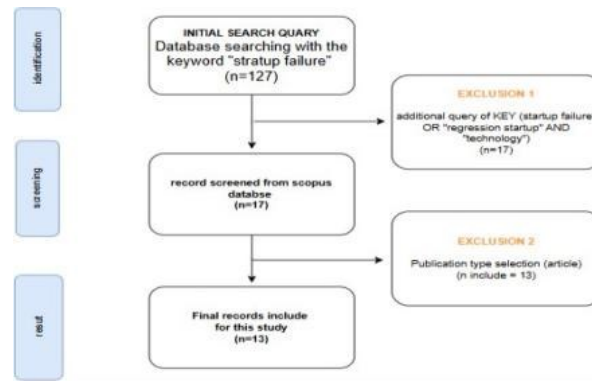 identification
INITIAL SEARCH QUARY
Database searching with the
keyword "stratup failure"
(n=127)
EXCLUSION 1
additional query of KEY (startup failure
OR "regression startup" AND
"technology")
(n=17)
screening
record screened from scopus
databse
(n=17)
EXCLUSION 2
Publication type selection (article)
(n include = 13)
resut
Final records include
for this study
(n=13)